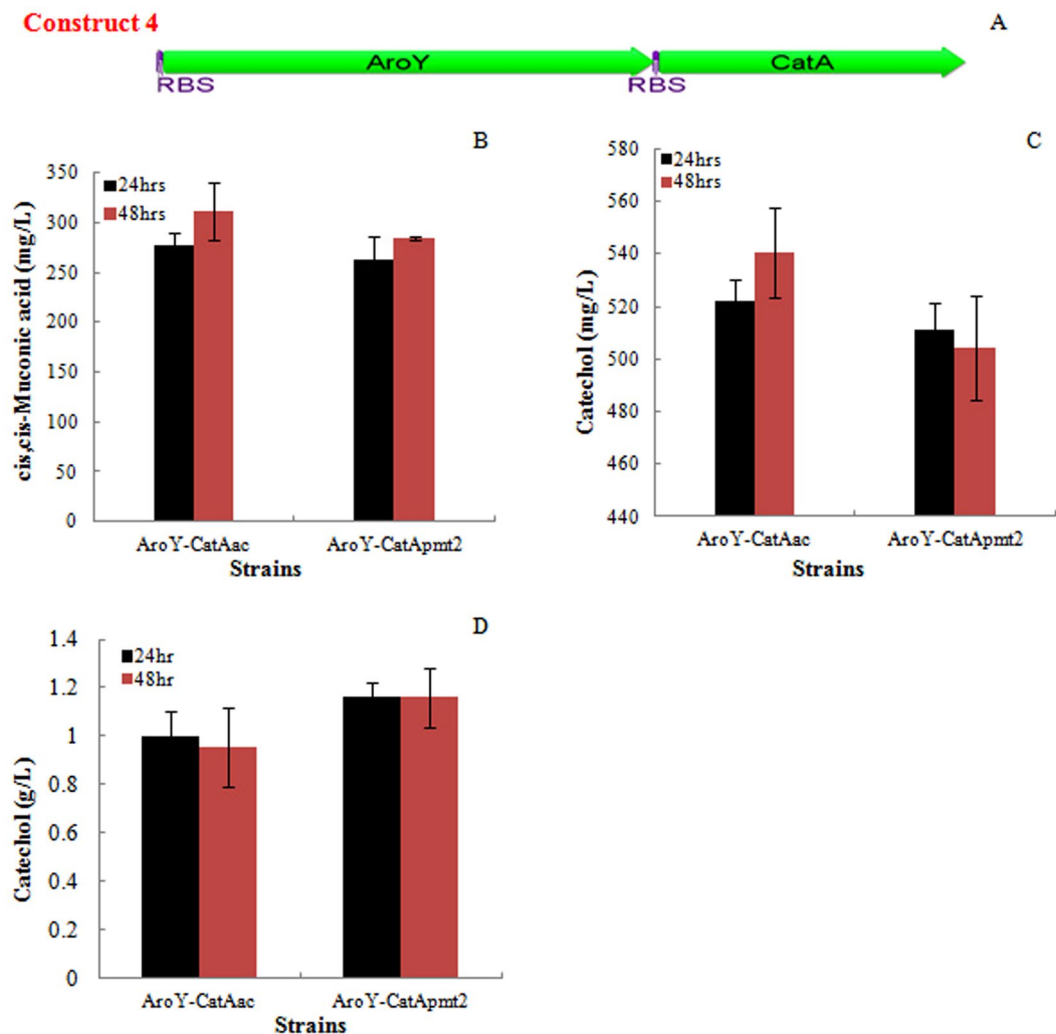 Construct 4
A
AroY
CatA
RBS
RBS
B
cis,cis-Muconic acid (mg/L)
350
300
250
200
150
100
50
0
24hrs
48hrs
AroY-CatAac
AroY-CatApmt2
Strains
C
Catechol (mg/L)
580
560
540
520
500
480
460
440
24hrs
48hrs
AroY-CatAac
AroY-CatApmt2
Strains
D
Catechol (g/L)
1.4
1.2
1
0.8
0.6
0.4
0.2
0
24hr
48hr
AroY-CatAac
AroY-CatApmt2
Strains